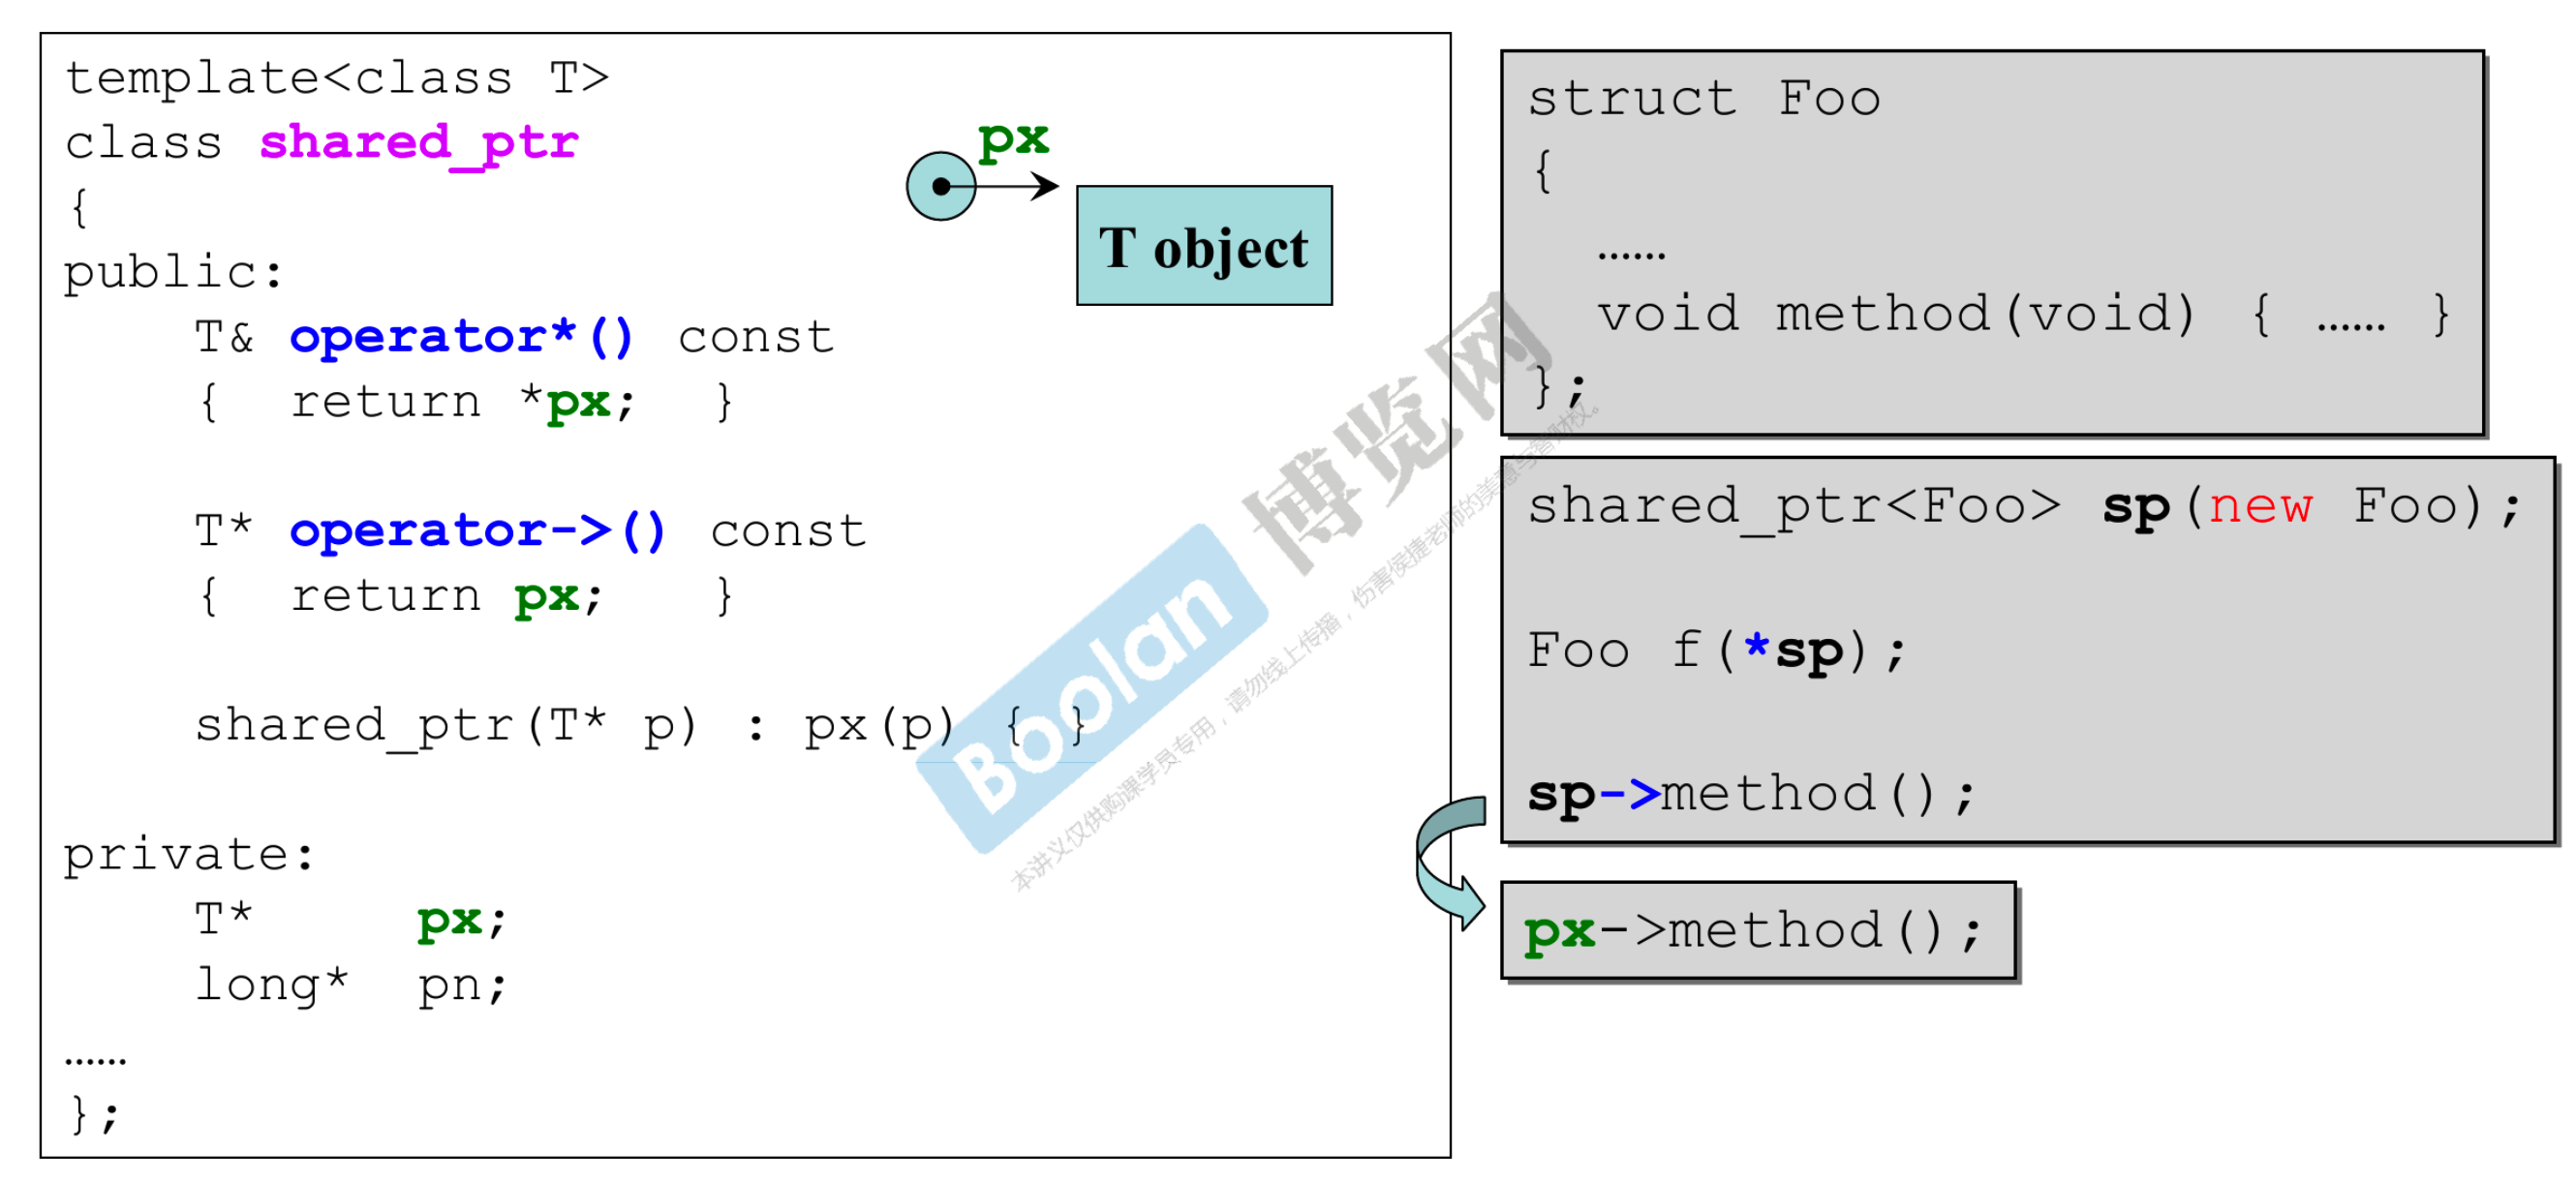 template<class T>
class shared_ptr
{
public:
    T& operator*() const
    {  return *px;  }

    T* operator->() const
    {  return px;   }

    shared_ptr(T* p) : px(p) { }

private:
    T*     px;
    long*  pn;
……
};
px
T object
struct Foo
{
  ……
  void method(void) { …… }
};
shared_ptr<Foo> sp(new Foo);

Foo f(*sp);

sp->method();
px->method();
Boolan 博览网
本讲义仅供购课学员专用，请勿线上传播，伤害侯捷老师的美意与智财权。